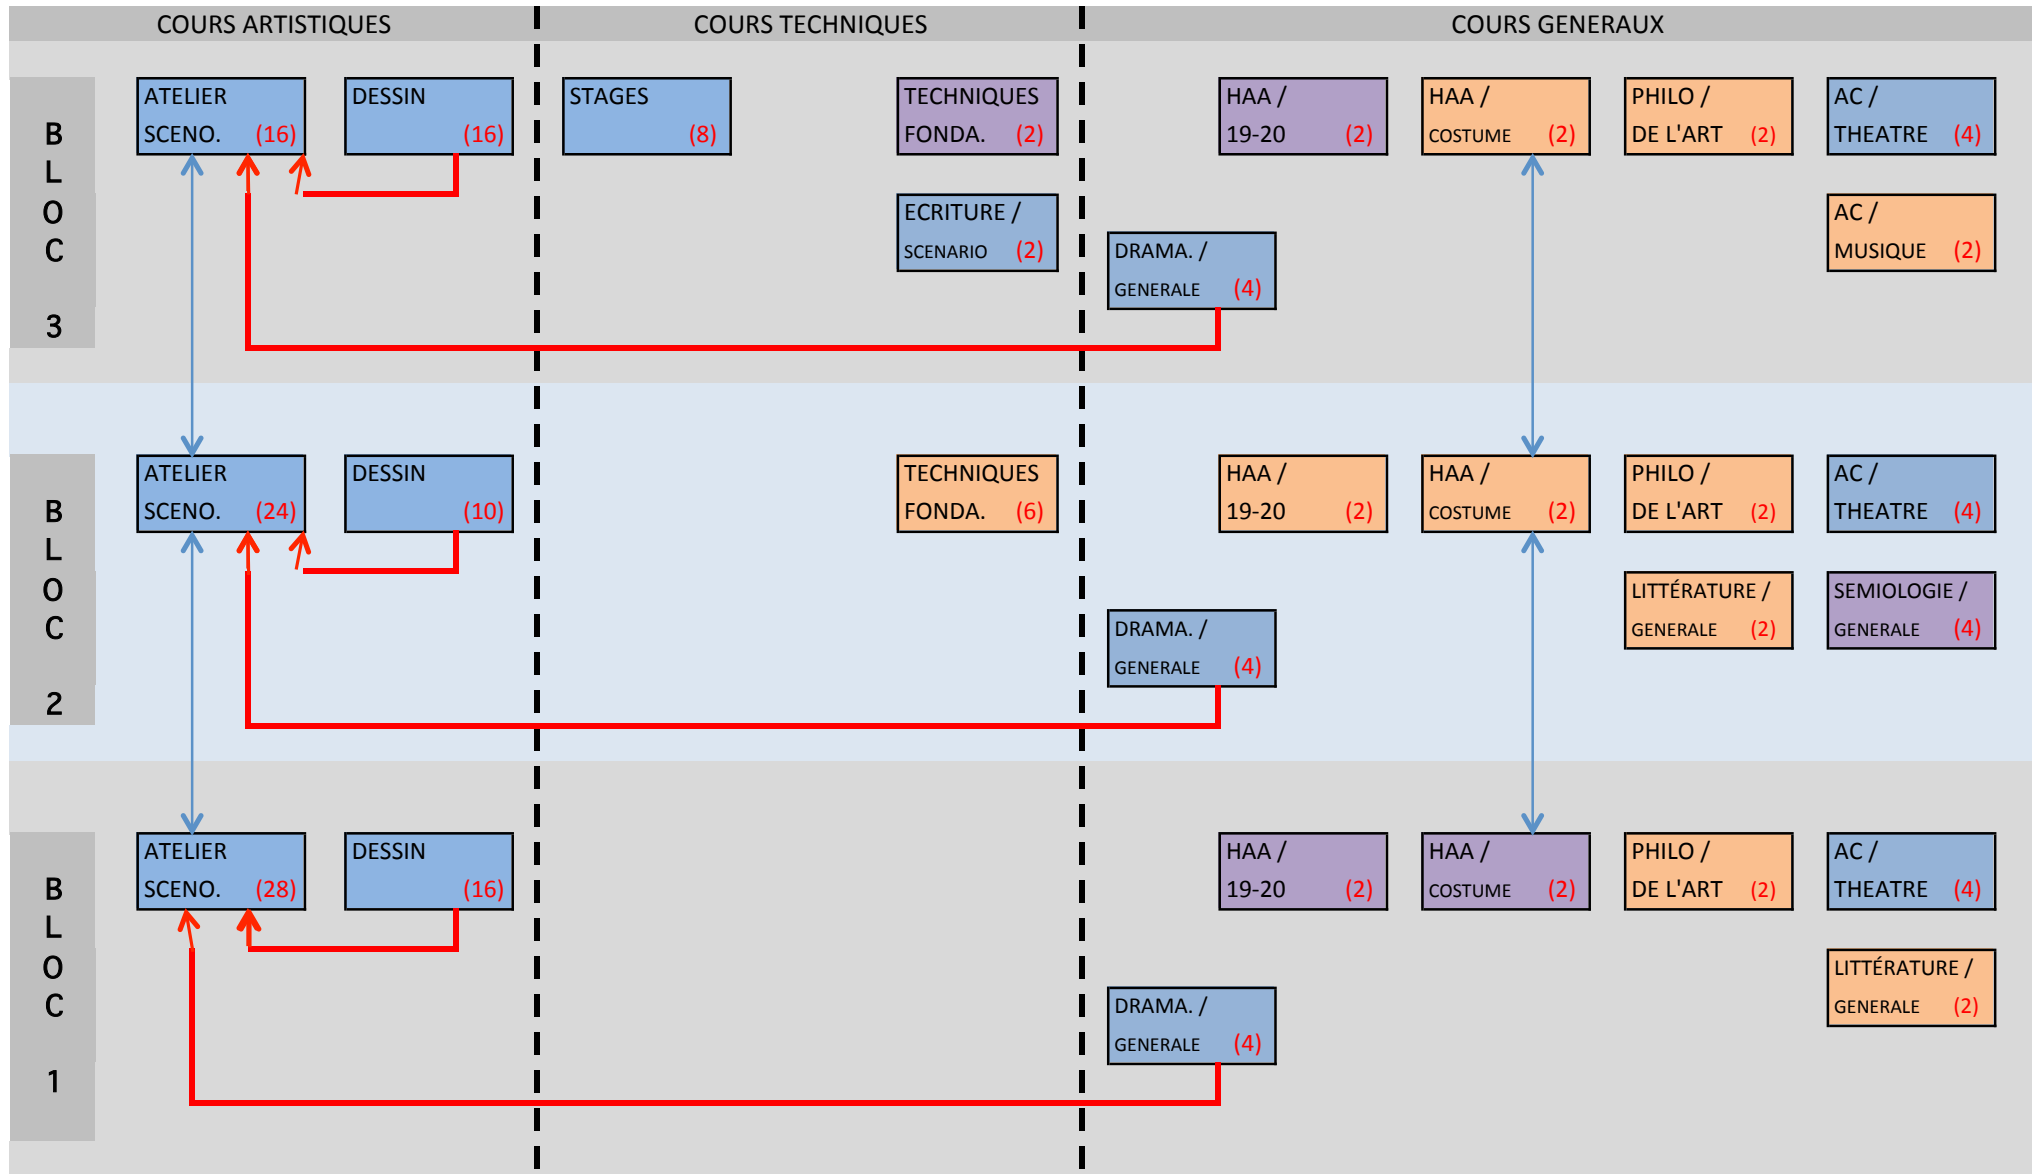 COURS ARTISTIQUES COURS TECHNIQUES COURS GENERAUX
B
L
O
C
3
ATELIER
SCENO. (16)
DESSIN
(16)
STAGES
(8)
TECHNIQUES
FONDA. (2)
HAA /
19-20 (2)
HAA /
COSTUME (2)
PHILO /
DE L'ART (2)
AC /
THEATRE (4)
ECRITURE /
SCENARIO (2)
DRAMA. /
GENERALE (4)
AC /
MUSIQUE (2)
B
L
O
C
2
ATELIER
SCENO. (24)
DESSIN
(10)
TECHNIQUES
FONDA. (6)
HAA /
19-20 (2)
HAA /
COSTUME (2)
PHILO /
DE L'ART (2)
AC /
THEATRE (4)
DRAMA. /
GENERALE (4)
LITTÉRATURE /
GENERALE (2)
SEMIOLOGIE /
GENERALE (4)
B
L
O
C
1
ATELIER
SCENO. (28)
DESSIN
(16)
HAA /
19-20 (2)
HAA /
COSTUME (2)
PHILO /
DE L'ART (2)
AC /
THEATRE (4)
DRAMA. /
GENERALE (4)
LITTÉRATURE /
GENERALE (2)